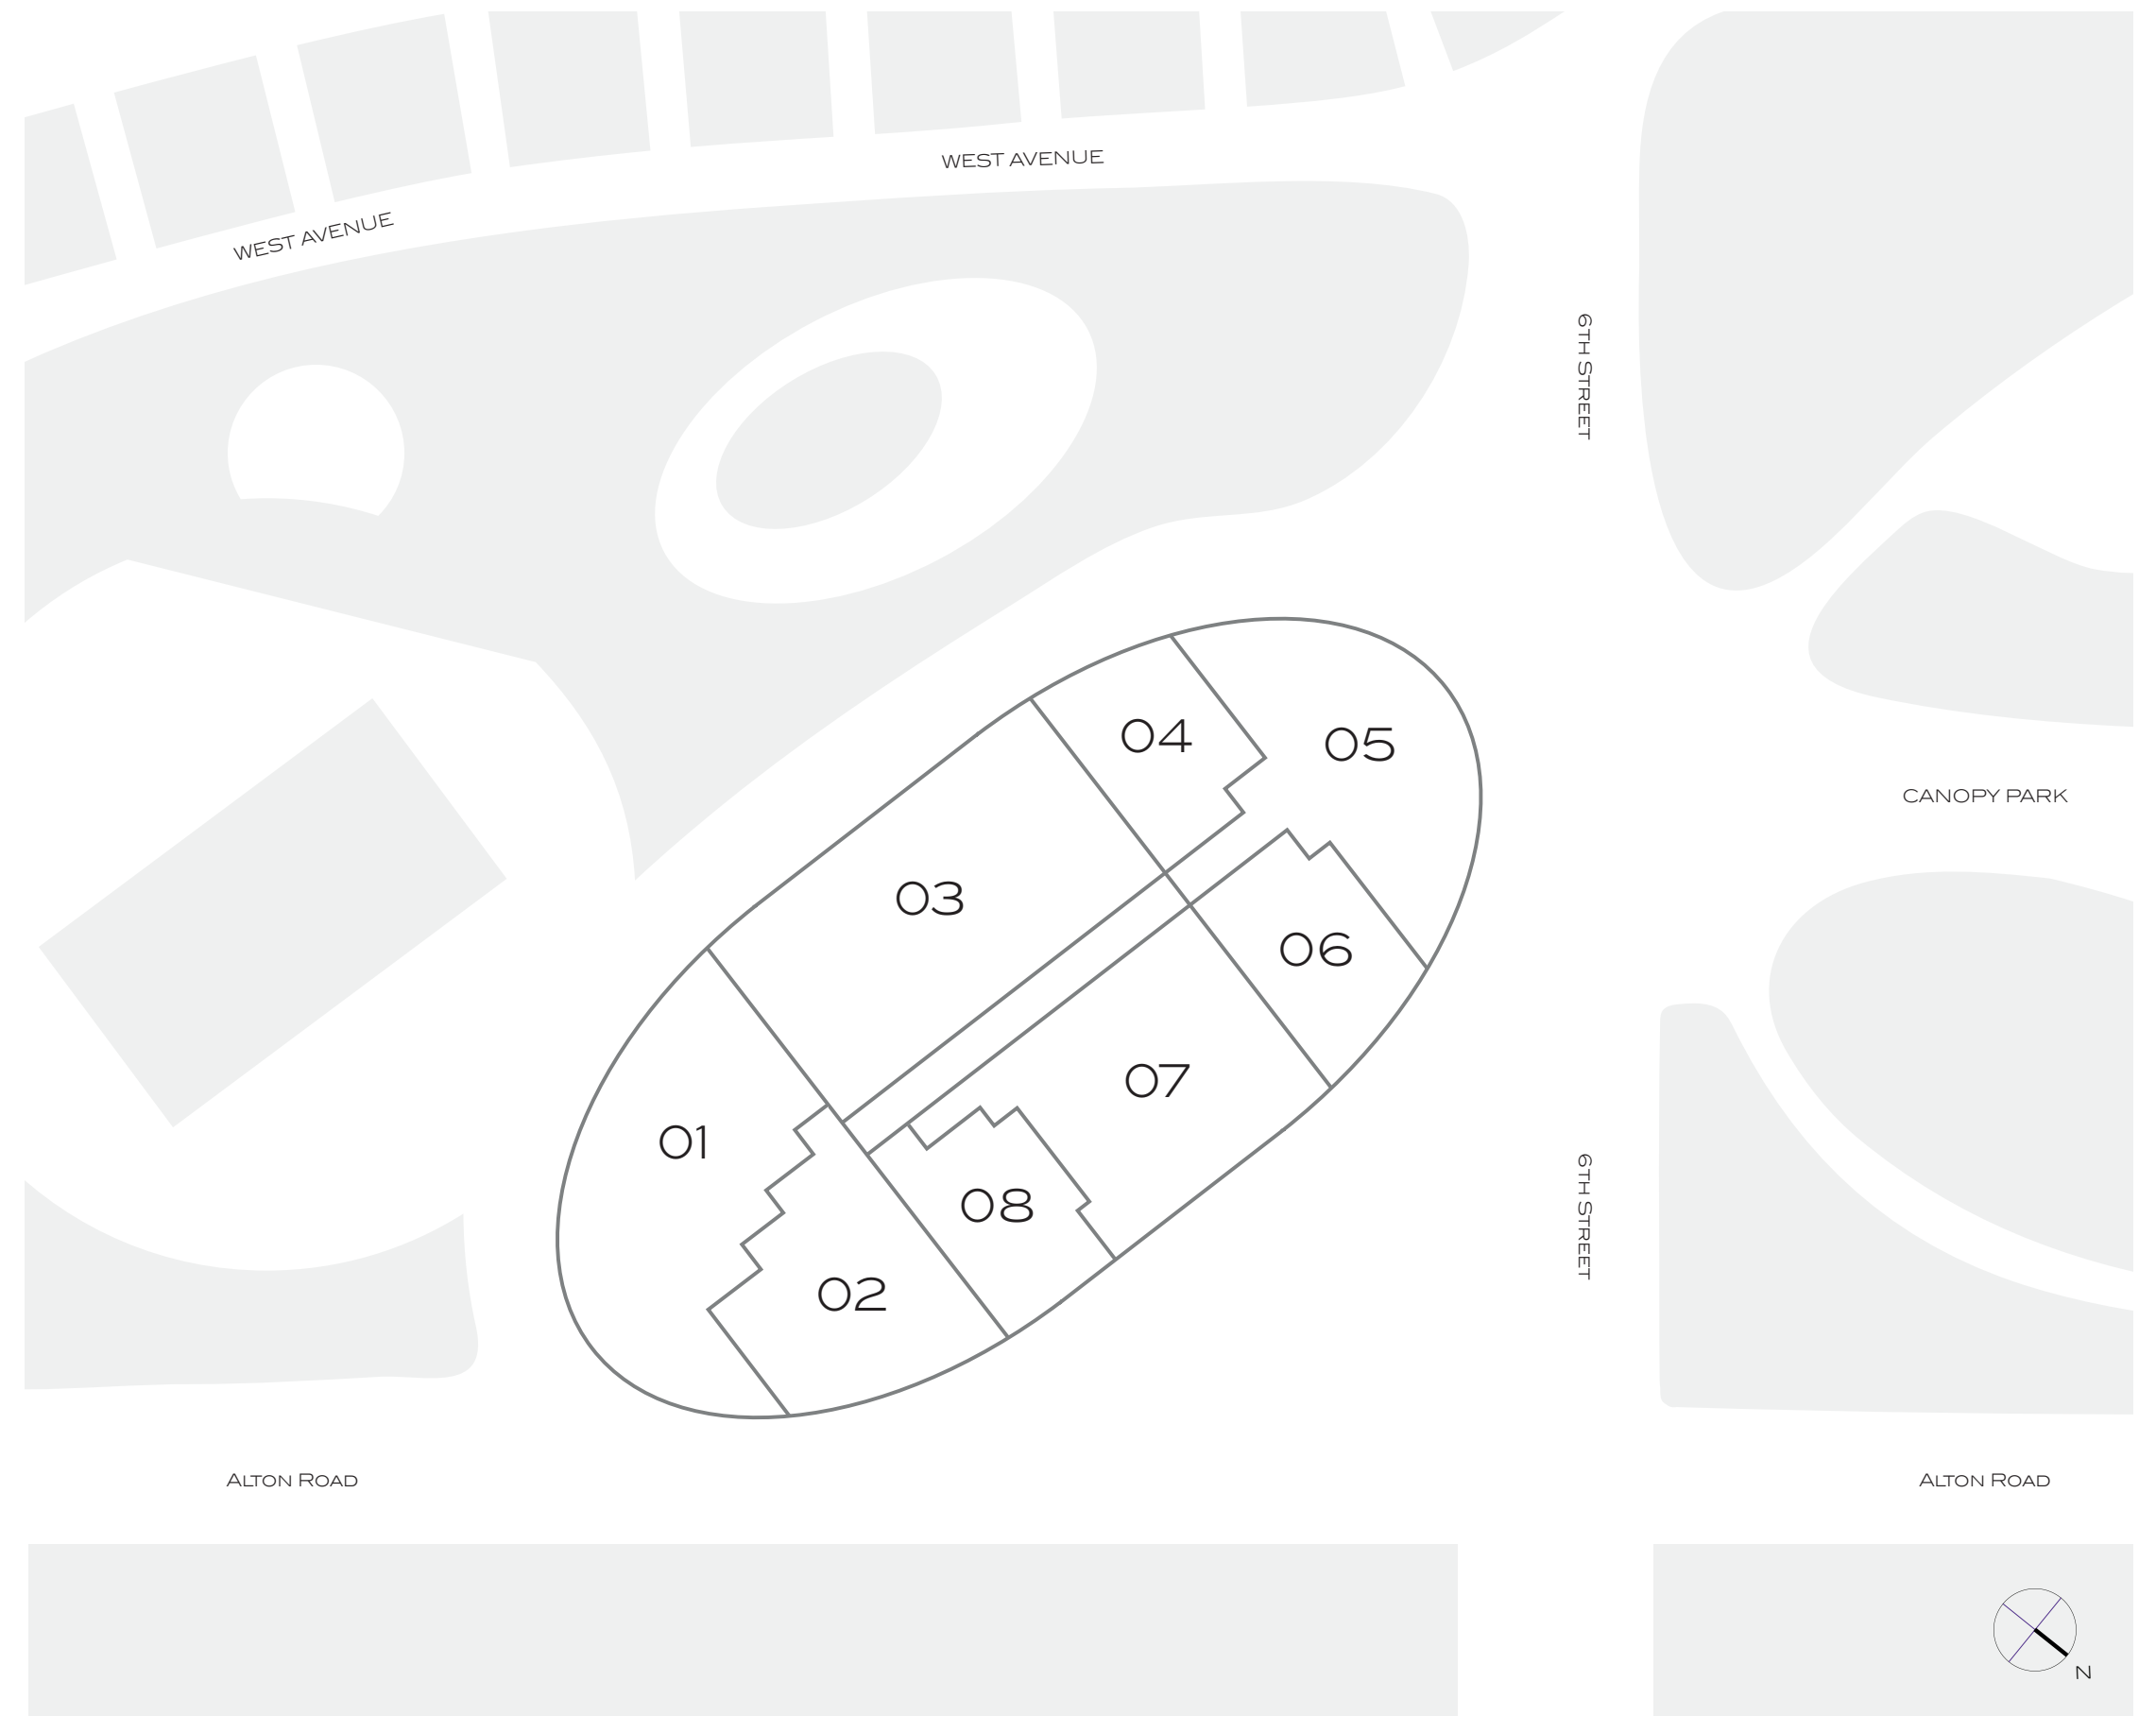 WEST AVENUE
WEST AVENUE
6TH STREET
04
05
CANOPY PARK
03
06
07
01
08
6TH STREET
02
ALTON ROAD
ALTON ROAD
N